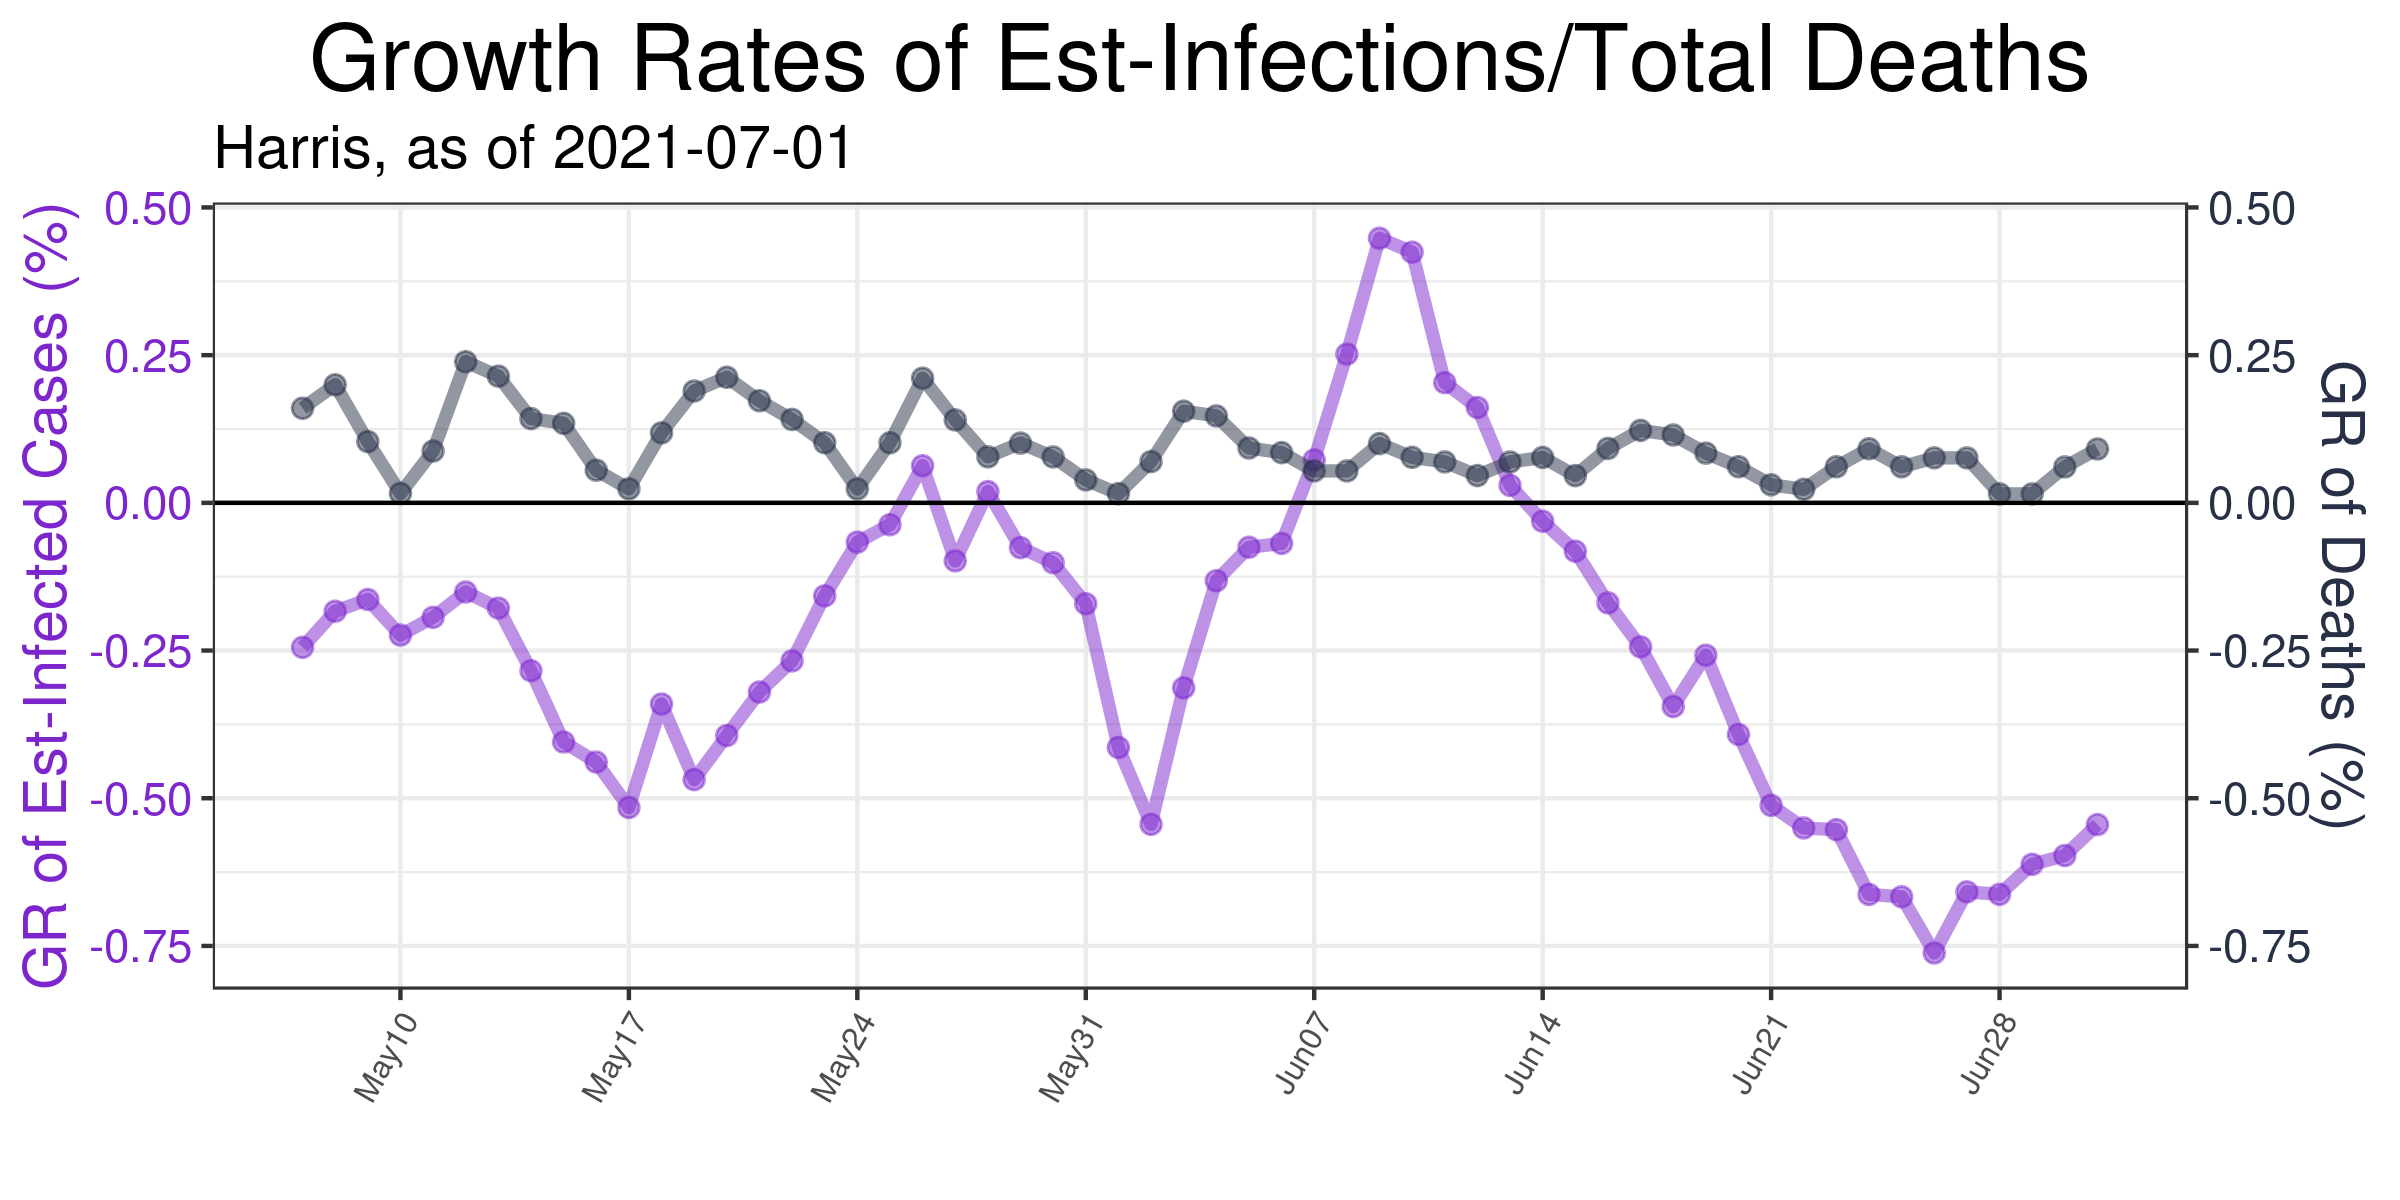 Growth Rates of Est-Infections/Total Deaths
Harris, as of 2021-07-01
GR of Est-Infected Cases (%)
0.50
0.25
0.00
-0.25
-0.50
-0.75
0.50
0.25
0.00
-0.25
-0.50
-0.75
GR of Deaths (%)
May10
May17
May24
May31
Jun07
Jun14
Jun21
Jun28